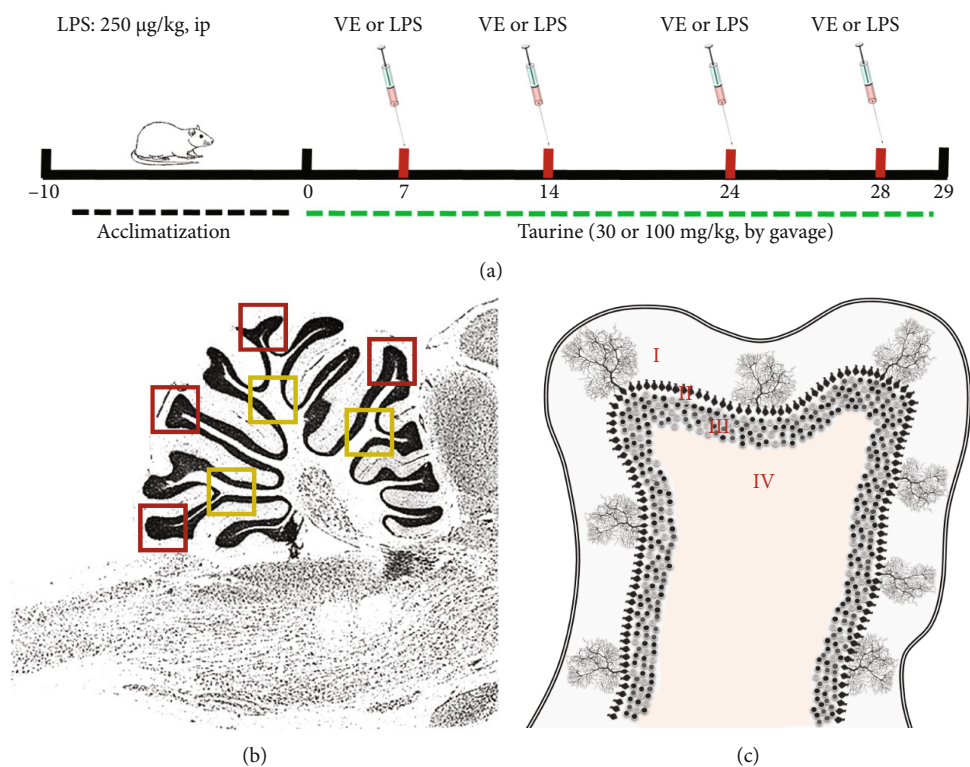 LPS: 250 μg/kg, ip
VE or LPS
VE or LPS
VE or LPS
VE or LPS
–10
0
7
14
24
28
29
Acclimatization
Taurine (30 or 100 mg/kg, by gavage)
(a)
I
II
III
IV
(b)
(c)